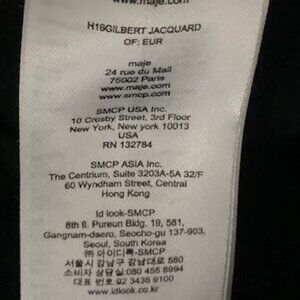 www.maje.com
H16GILBERT JACQUARD
OF: EUR
maje
24 rue du Mail
75002 Paris
www.maje.com
www.smcp.com
SMCP USA Inc.
10 Crosby Street, 3rd Floor
New York, New york 10013
USA
RN 132784
SMCP ASIA Inc.
The Centrium, Suite 3203A-5A 32/F
60 Wyndham Street, Central
Hong Kong
Id look-SMCP
8th fl. Pureun Bldg. 19, 581,
Gangnam-daero, Seocho-gu 137-903,
Seoul, South Korea
㈜ 아이디룩-SMCP
서울시 강남구 강남대로 580
소비자 상담실:080 455 8994
대표 번호 02 3438 9100
www.idlook.co.kr